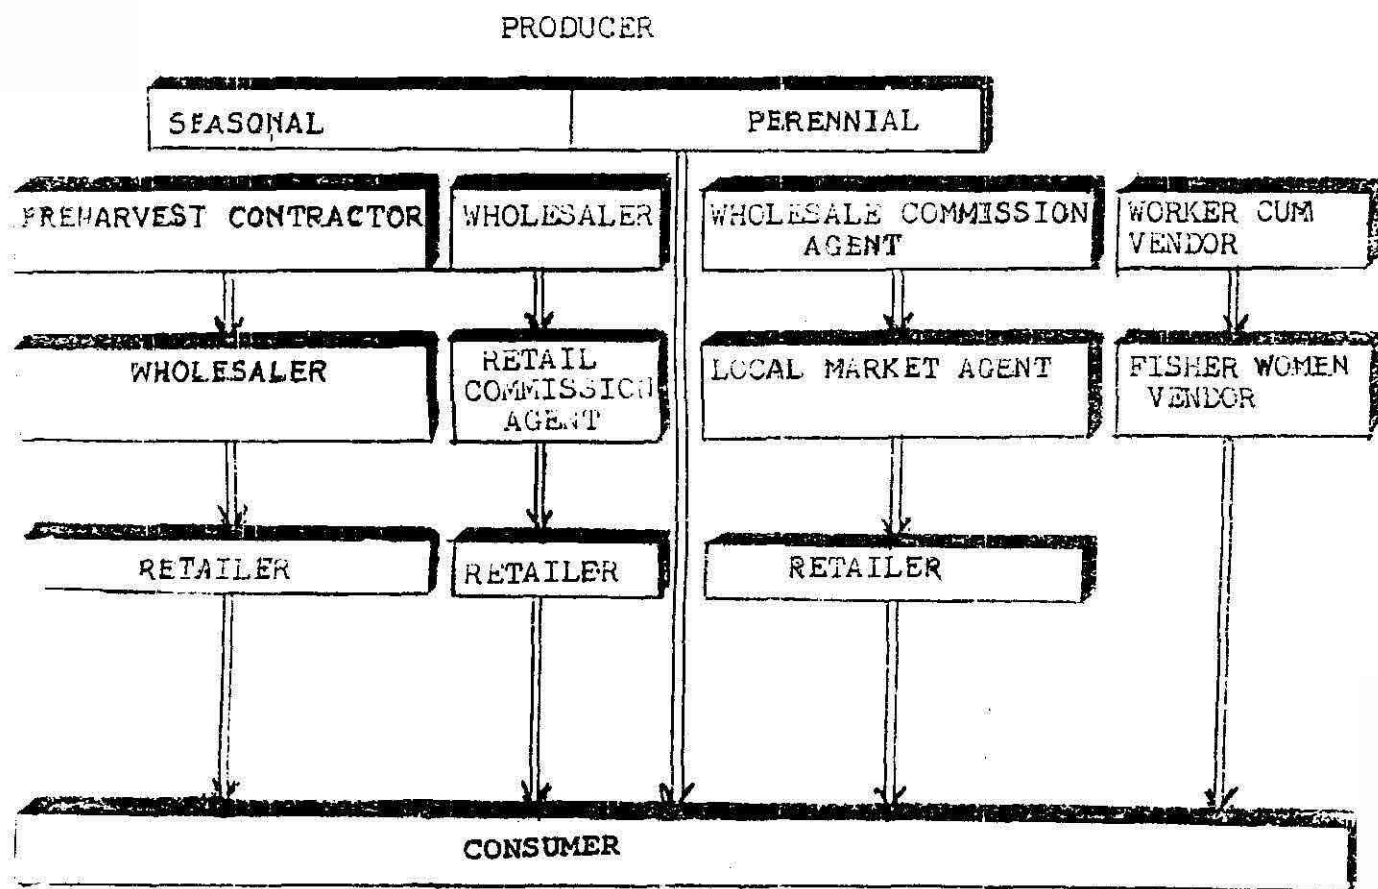 PRODUCER
SEASONAL
PERENNIAL
PREHARVEST CONTRACTOR
WHOLESALER
WHOLESALE COMMISSION
AGENT
WORKER CUM
VENDOR
WHOLESALER
RETAIL
COMMISSION
AGENT
LOCAL MARKET AGENT
FISHER WOMEN
VENDOR
RETAILER
RETAILER
RETAILER
CONSUMER